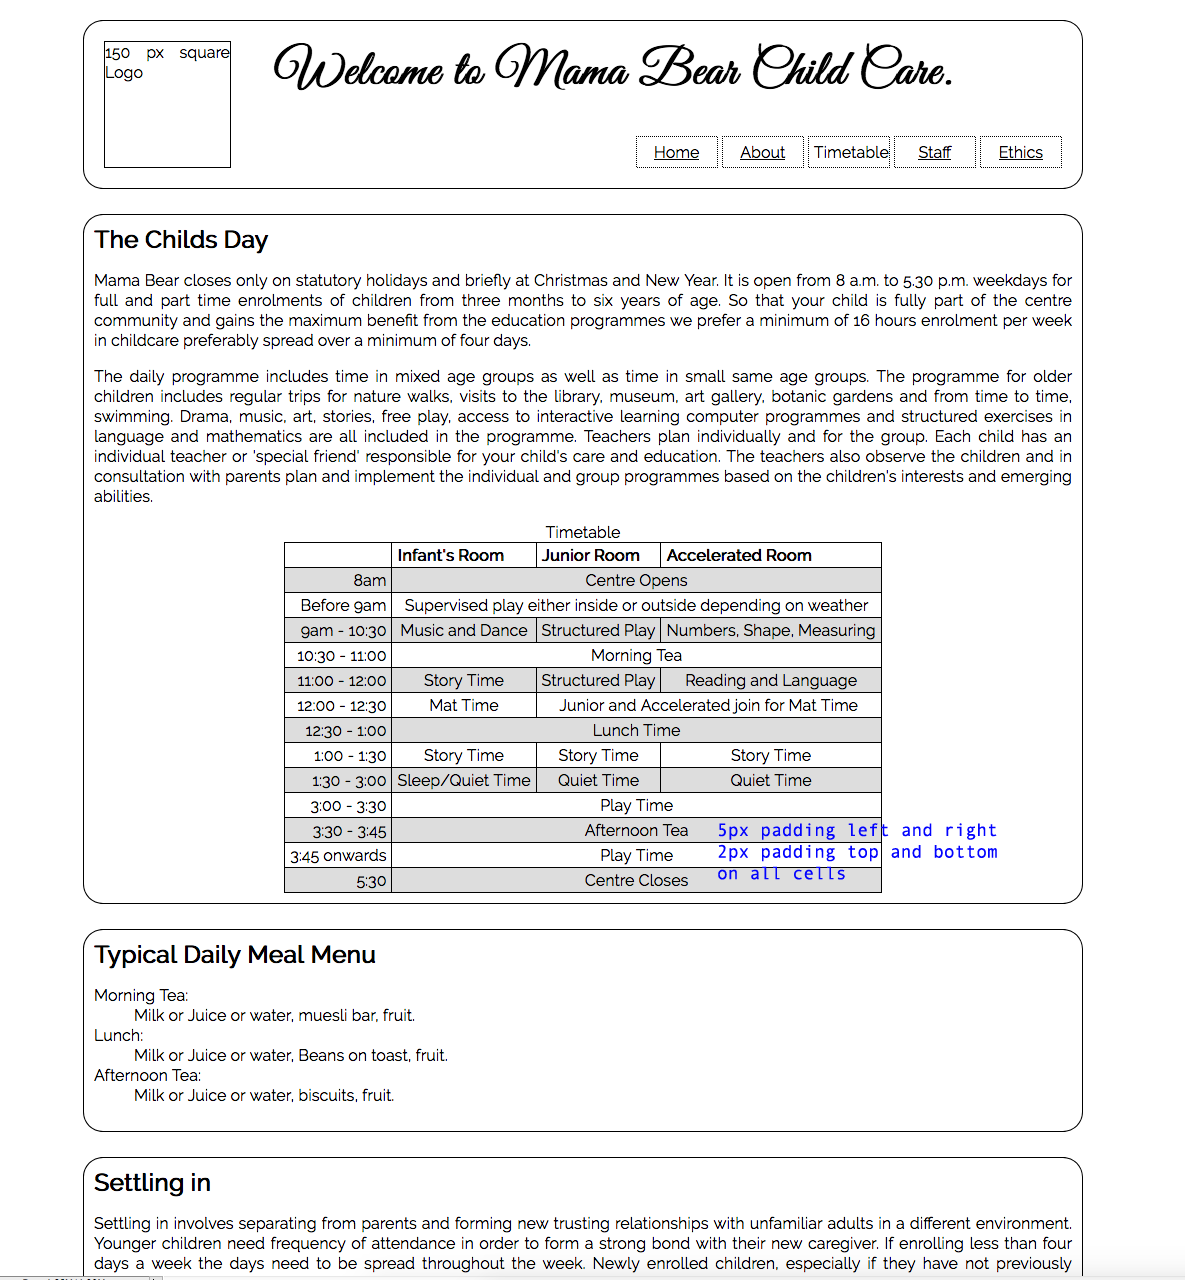 150 px square
Logo
Welcome to Mama Bear Child Care.
Home About Timetable Staff Ethics
The Childs Day
Mama Bear closes only on statutory holidays and briefly at Christmas and New Year. It is open from 8 a.m. to 5.30 p.m. weekdays for
full and part time enrolments of children from three months to six years of age. So that your child is fully part of the centre
community and gains the maximum benefit from the education programmes we prefer a minimum of 16 hours enrolment per week
in childcare preferably spread over a minimum of four days.
The daily programme includes time in mixed age groups as well as time in small same age groups. The programme for older
children includes regular trips for nature walks, visits to the library, museum, art gallery, botanic gardens and from time to time,
swimming. Drama, music, art, stories, free play, access to interactive learning computer programmes and structured exercises in
language and mathematics are all included in the programme. Teachers plan individually and for the group. Each child has an
individual teacher or 'special friend' responsible for your child's care and education. The teachers also observe the children and in
consultation with parents plan and implement the individual and group programmes based on the children's interests and emerging
abilities.
Timetable
Infant's Room Junior Room Accelerated Room
8am Centre Opens
Before 9am Supervised play either inside or outside depending on weather
9am - 10:30 Music and Dance Structured Play Numbers, Shape, Measuring
10:30 - 11:00 Morning Tea
11:00 - 12:00 Story Time Structured Play Reading and Language
12:00 - 12:30 Mat Time Junior and Accelerated join for Mat Time
12:30 - 1:00 Lunch Time
1:00 - 1:30 Story Time Story Time Story Time
1:30 - 3:00 Sleep/Quiet Time Quiet Time Quiet Time
3:00 - 3:30 Play Time
3:30 - 3:45 Afternoon Tea 5px padding left and right
3:45 onwards Play Time 2px padding top and bottom
5:30 Centre Closes on all cells
Typical Daily Meal Menu
Morning Tea:
Milk or Juice or water, muesli bar, fruit.
Lunch:
Milk or Juice or water, Beans on toast, fruit.
Afternoon Tea:
Milk or Juice or water, biscuits, fruit.
Settling in
Settling in involves separating from parents and forming new trusting relationships with unfamiliar adults in a different environment.
Younger children need frequency of attendance in order to form a strong bond with their new caregiver. If enrolling less than four
days a week the days need to be spread throughout the week. Newly enrolled children, especially if they have not previously